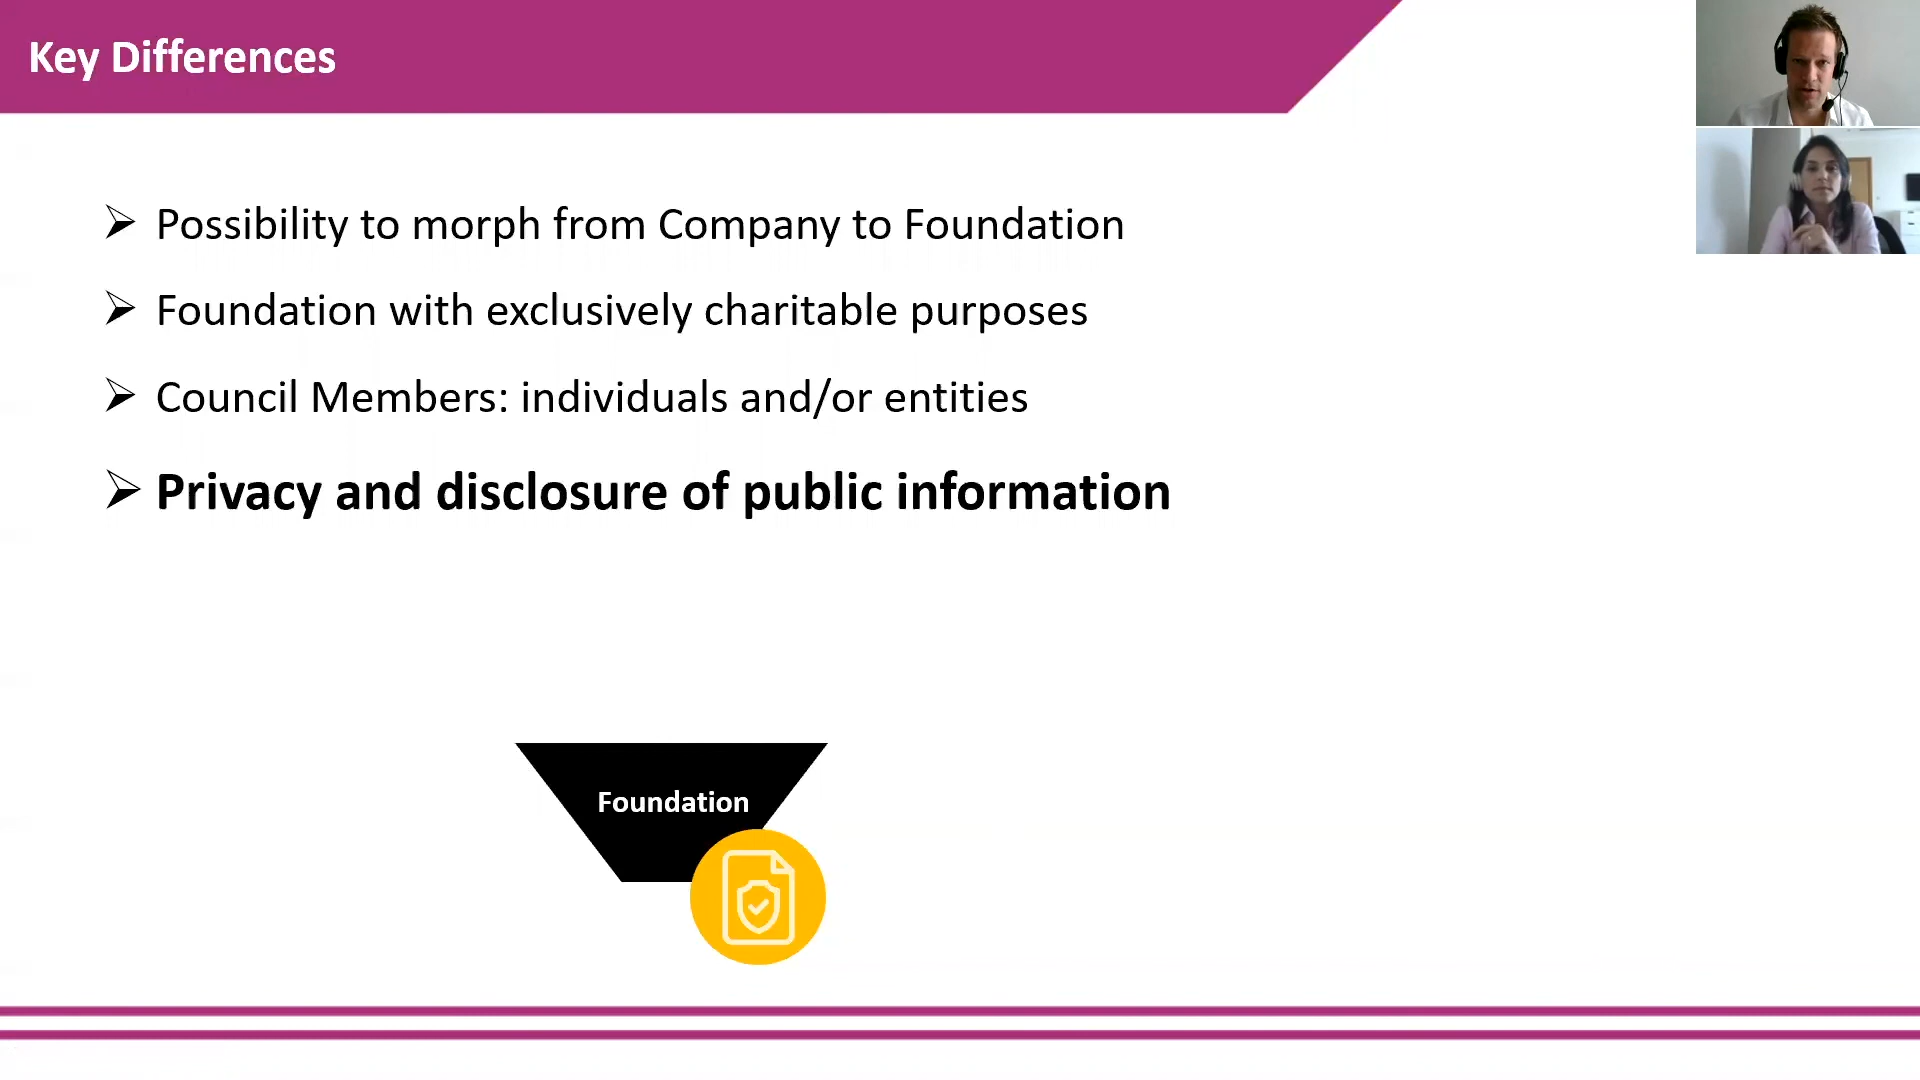 Key Differences
Possibility to morph from Company to Foundation
Foundation with exclusively charitable purposes
Council Members: individuals and/or entities
Privacy and disclosure of public information
Foundation